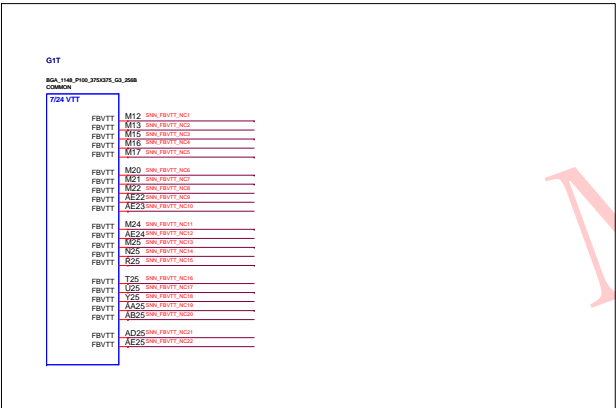 G1T
BGA_1148_P100_375X375_G3_256B
COMMON
7/24 VTT
FBVTT M12 SNN_FBVTT_NC1
FBVTT M13 SNN_FBVTT_NC2
FBVTT M15 SNN_FBVTT_NC3
FBVTT M16 SNN_FBVTT_NC4
FBVTT M17 SNN_FBVTT_NC5
FBVTT M20 SNN_FBVTT_NC6
FBVTT M21 SNN_FBVTT_NC7
FBVTT M22 SNN_FBVTT_NC8
FBVTT AE22 SNN_FBVTT_NC9
FBVTT AE23 SNN_FBVTT_NC10
FBVTT M24 SNN_FBVTT_NC11
FBVTT AE24 SNN_FBVTT_NC12
FBVTT M25 SNN_FBVTT_NC13
FBVTT N25 SNN_FBVTT_NC14
FBVTT R25 SNN_FBVTT_NC15
FBVTT T25 SNN_FBVTT_NC16
FBVTT U25 SNN_FBVTT_NC17
FBVTT Y25 SNN_FBVTT_NC18
FBVTT AA25 SNN_FBVTT_NC19
FBVTT AB25 SNN_FBVTT_NC20
FBVTT AD25 SNN_FBVTT_NC21
FBVTT AE25 SNN_FBVTT_NC22